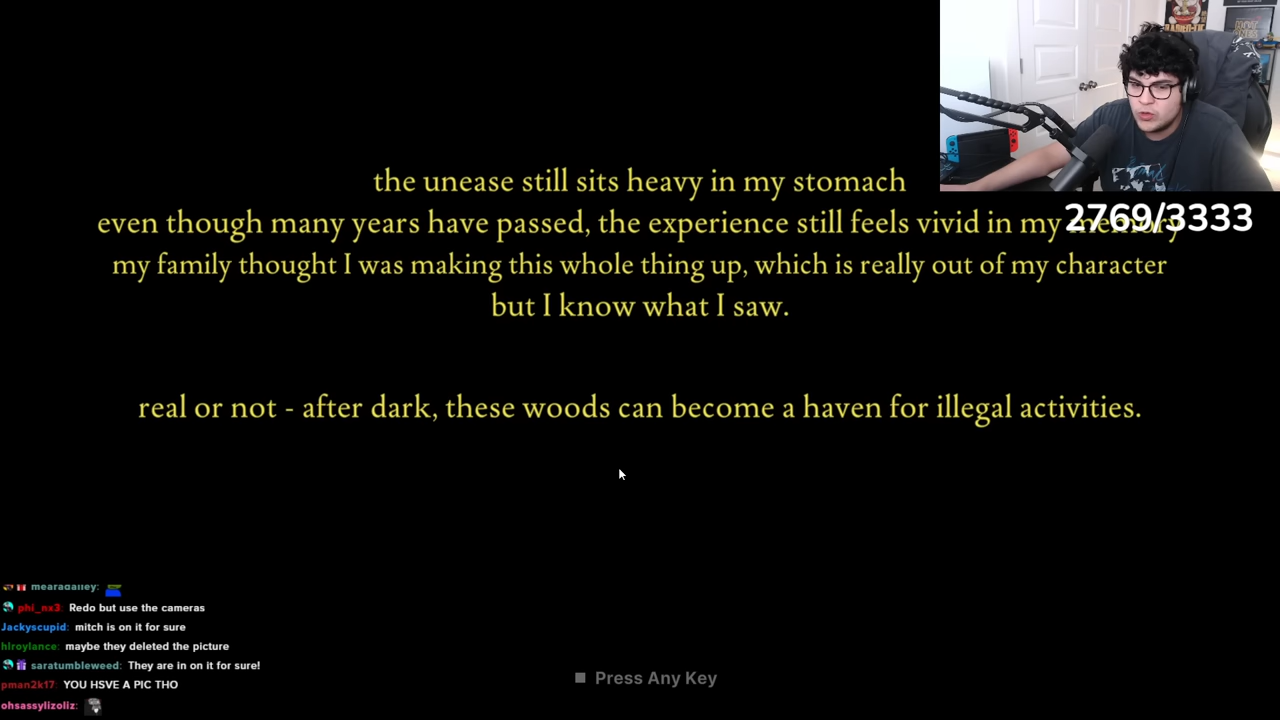 the unease still sits heavy in my stomach
even though many years have passed, the experience still feels vivid in my memory
2769/3333
my family thought I was making this whole thing up, which is really out of my character
but I know what I saw.
real or not - after dark, these woods can become a haven for illegal activities.
mearadailey:
phi_nx3 Redo but use the cameras
Jackyscupid: mitch is on it for sure
hlroylance: maybe they deleted the picture
saratumbleweed: They are in on it for sure!
pman2k17: YOU HSVE A PIC THO
ohsassylizoliz:
Press Any Key